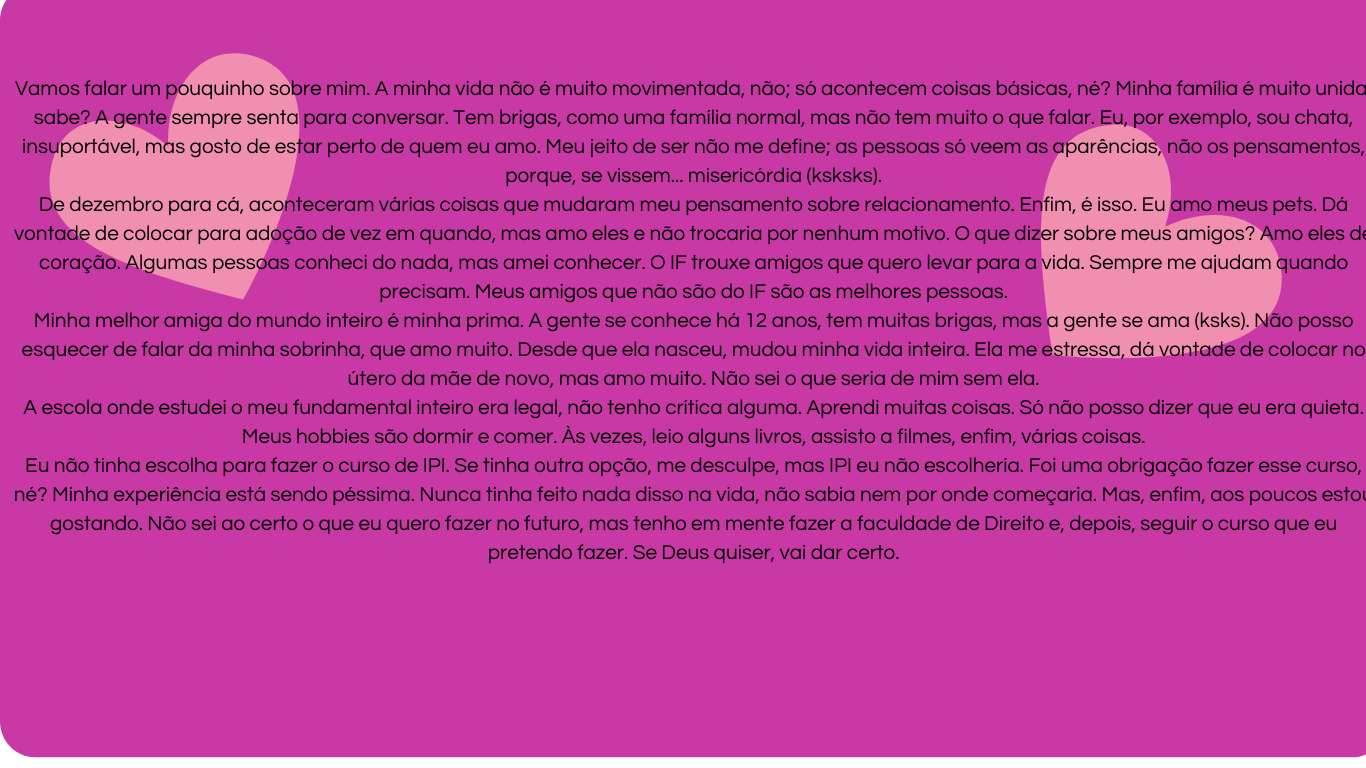 Vamos falar um pouquinho sobre mim. A minha vida não é muito movimentada, não; só acontecem coisas básicas, né? Minha família é muito unida
sabe? A gente sempre senta para conversar. Tem brigas, como uma família normal, mas não tem muito o que falar. Eu, por exemplo, sou chata,
insuportável, mas gosto de estar perto de quem eu amo. Meu jeito de ser não me define; as pessoas só veem as aparências, não os pensamentos,
porque, se vissem... misericórdia (ksksks).
De dezembro para cá, aconteceram várias coisas que mudaram meu pensamento sobre relacionamento. Enfim, é isso. Eu amo meus pets. Dá
vontade de colocar para adoção de vez em quando, mas amo eles e não trocaria por nenhum motivo. O que dizer sobre meus amigos? Amo eles de
coração. Algumas pessoas conheci do nada, mas amei conhecer. O IF trouxe amigos que quero levar para a vida. Sempre me ajudam quando
precisam. Meus amigos que não são do IF são as melhores pessoas.
Minha melhor amiga do mundo inteiro é minha prima. A gente se conhece há 12 anos, tem muitas brigas, mas a gente se ama (ksks). Não posso
esquecer de falar da minha sobrinha, que amo muito. Desde que ela nasceu, mudou minha vida inteira. Ela me estressa, dá vontade de colocar no
útero da mãe de novo, mas amo muito. Não sei o que seria de mim sem ela.
A escola onde estudei o meu fundamental inteiro era legal, não tenho crítica alguma. Aprendi muitas coisas. Só não posso dizer que eu era quieta.
Meus hobbies são dormir e comer. Às vezes, leio alguns livros, assisto a filmes, enfim, várias coisas.
Eu não tinha escolha para fazer o curso de IPI. Se tinha outra opção, me desculpe, mas IPI eu não escolheria. Foi uma obrigação fazer esse curso,
né? Minha experiência está sendo péssima. Nunca tinha feito nada disso na vida, não sabia nem por onde começaria. Mas, enfim, aos poucos estou
gostando. Não sei ao certo o que eu quero fazer no futuro, mas tenho em mente fazer a faculdade de Direito e, depois, seguir o curso que eu
pretendo fazer. Se Deus quiser, vai dar certo.